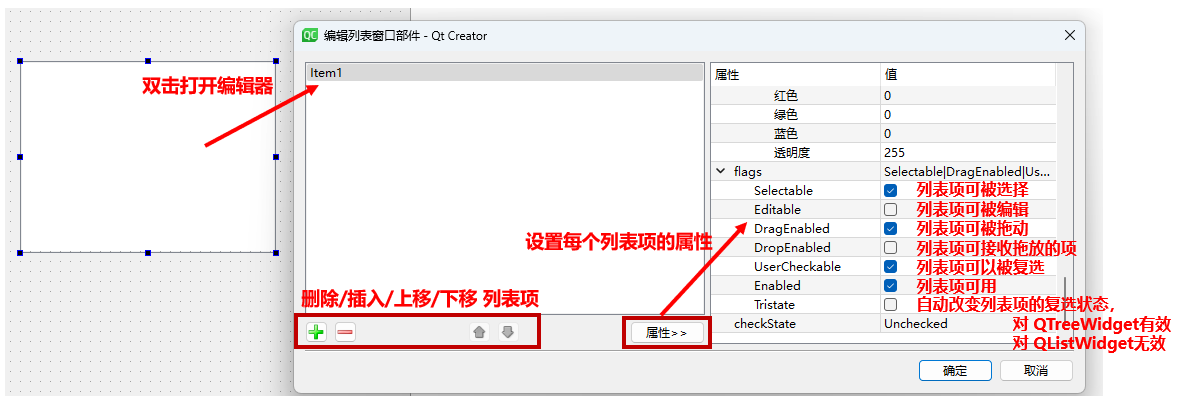 QC 编辑列表窗口部件 - Qt Creator
双击打开编辑器
Item1
属性 值
红色 0
绿色 0
蓝色 0
透明度 255
flags Selectable|DragEnabled|Us...
Selectable 列表项可被选择
Editable 列表项可被编辑
DragEnabled 列表项可被拖动
设置每个列表项的属性
DropEnabled 列表项可接收拖放的项
UserCheckable 列表项可以被复选
Enabled 列表项可用
删除/插入/上移/下移 列表项
Tristate 自动改变列表项的复选状态，
checkState Unchecked 对 QTreeWidget有效
属性>> 对 QListWidget无效
确定 取消